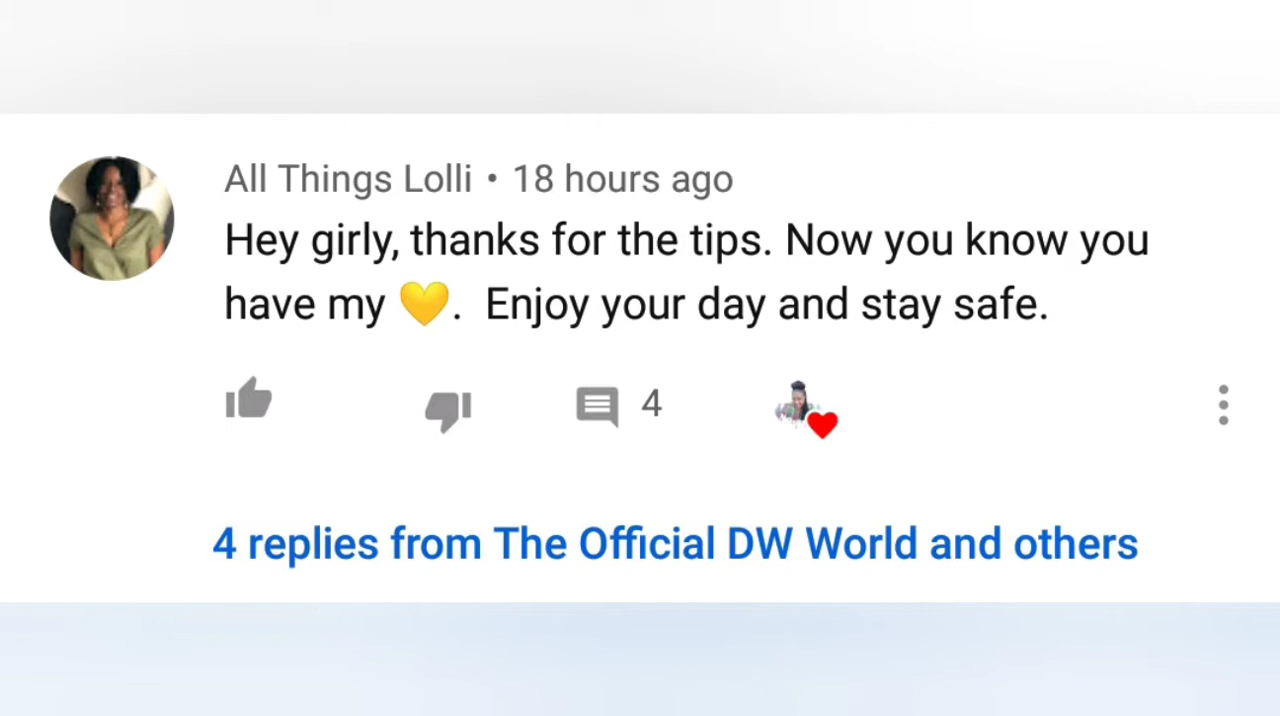 All Things Lolli • 18 hours ago
Hey girly, thanks for the tips. Now you know you
have my 💛.  Enjoy your day and stay safe.
4
4 replies from The Official DW World and others